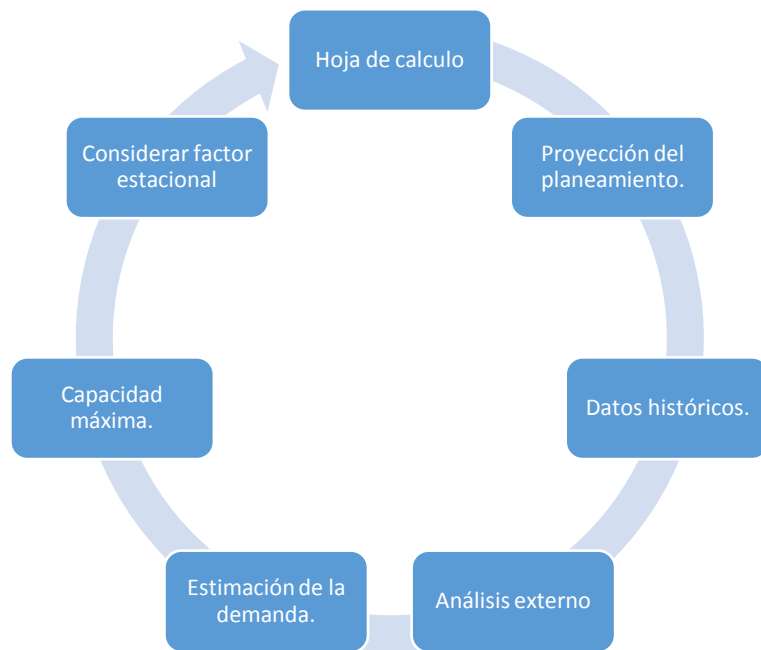 Hoja de calculo
Proyección del
planeamiento.
Datos históricos.
Análisis externo
Estimación de la
demanda.
Capacidad
máxima.
Considerar factor
estacional